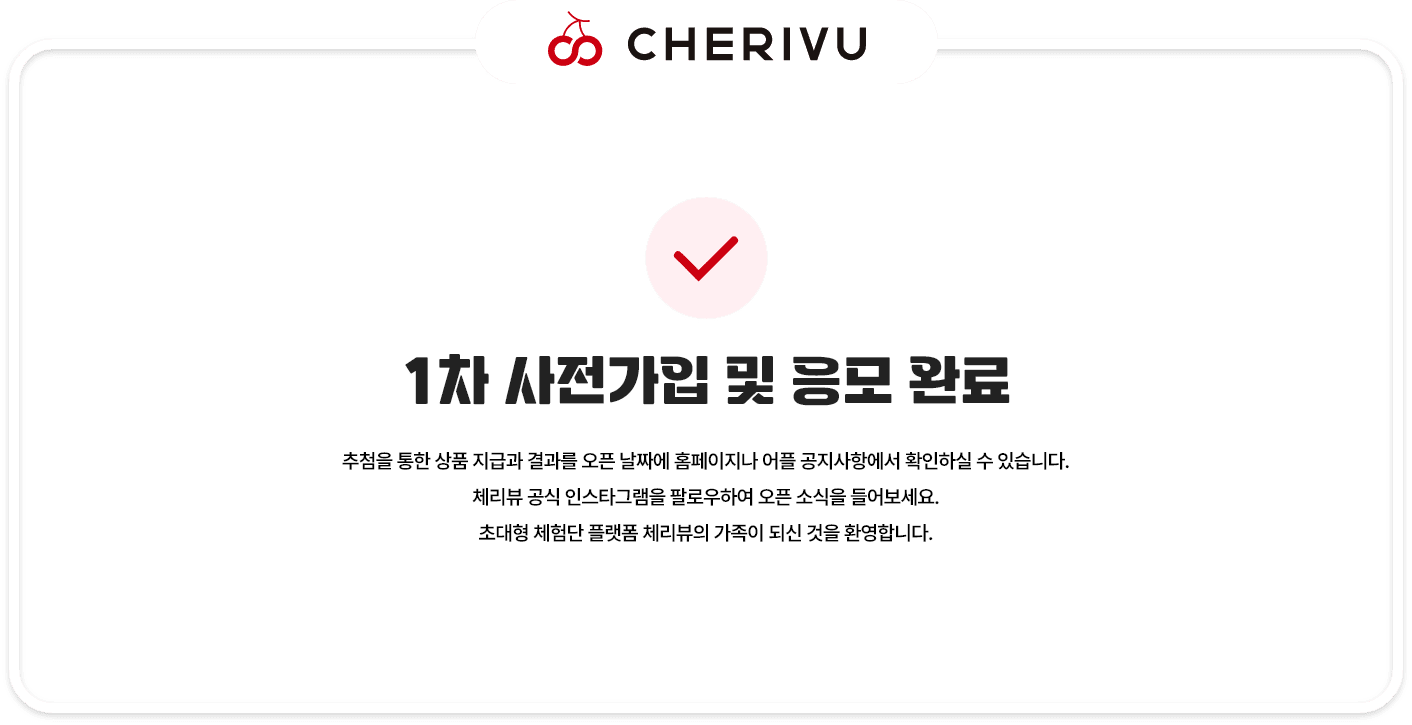 CHERIVU
1차 사전가입 및 응모 완료
추첨을 통한 상품 지급과 결과를 오픈 날짜에 홈페이지나 어플 공지사항에서 확인하실 수 있습니다.
체리뷰 공식 인스타그램을 팔로우하여 오픈 소식을 들어보세요.
초대형 체험단 플랫폼 체리뷰의 가족이 되신 것을 환영합니다.